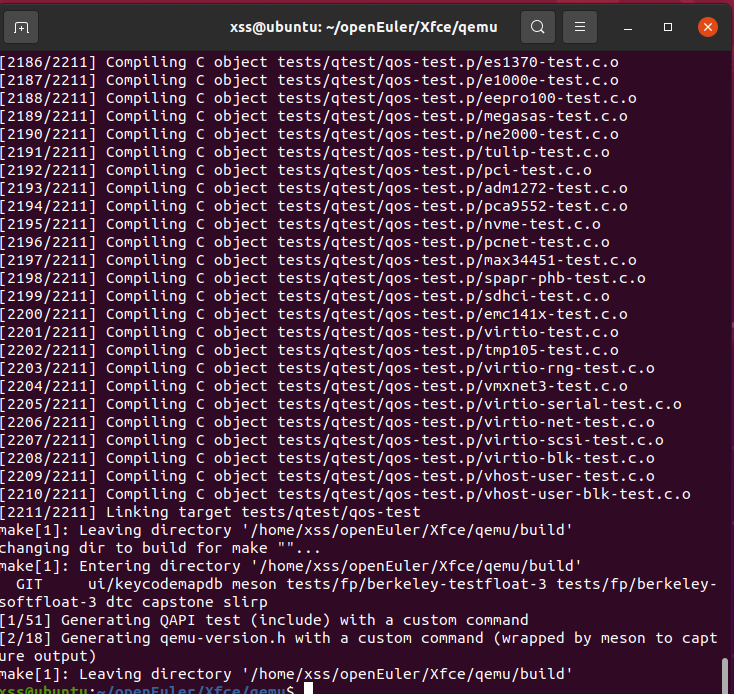 xss@ubuntu: ~/openEuler/Xfce/qemu
[2186/2211] Compiling C object tests/qtest/qos-test.p/es1370-test.c.o
[2187/2211] Compiling C object tests/qtest/qos-test.p/e1000e-test.c.o
[2188/2211] Compiling C object tests/qtest/qos-test.p/eepro100-test.c.o
[2189/2211] Compiling C object tests/qtest/qos-test.p/megasas-test.c.o
[2190/2211] Compiling C object tests/qtest/qos-test.p/ne2000-test.c.o
[2191/2211] Compiling C object tests/qtest/qos-test.p/tulip-test.c.o
[2192/2211] Compiling C object tests/qtest/qos-test.p/pci-test.c.o
[2193/2211] Compiling C object tests/qtest/qos-test.p/adm1272-test.c.o
[2194/2211] Compiling C object tests/qtest/qos-test.p/pca9552-test.c.o
[2195/2211] Compiling C object tests/qtest/qos-test.p/nvme-test.c.o
[2196/2211] Compiling C object tests/qtest/qos-test.p/pcnet-test.c.o
[2197/2211] Compiling C object tests/qtest/qos-test.p/max34451-test.c.o
[2198/2211] Compiling C object tests/qtest/qos-test.p/spapr-phb-test.c.o
[2199/2211] Compiling C object tests/qtest/qos-test.p/sdhci-test.c.o
[2200/2211] Compiling C object tests/qtest/qos-test.p/emc141x-test.c.o
[2201/2211] Compiling C object tests/qtest/qos-test.p/virtio-test.c.o
[2202/2211] Compiling C object tests/qtest/qos-test.p/tmp105-test.c.o
[2203/2211] Compiling C object tests/qtest/qos-test.p/virtio-rng-test.c.o
[2204/2211] Compiling C object tests/qtest/qos-test.p/vmxnet3-test.c.o
[2205/2211] Compiling C object tests/qtest/qos-test.p/virtio-serial-test.c.o
[2206/2211] Compiling C object tests/qtest/qos-test.p/virtio-net-test.c.o
[2207/2211] Compiling C object tests/qtest/qos-test.p/virtio-scsi-test.c.o
[2208/2211] Compiling C object tests/qtest/qos-test.p/virtio-blk-test.c.o
[2209/2211] Compiling C object tests/qtest/qos-test.p/vhost-user-test.c.o
[2210/2211] Compiling C object tests/qtest/qos-test.p/vhost-user-blk-test.c.o
[2211/2211] Linking target tests/qtest/qos-test
make[1]: Leaving directory '/home/xss/openEuler/Xfce/qemu/build'
changing dir to build for make ""...
make[1]: Entering directory '/home/xss/openEuler/Xfce/qemu/build'
  GIT     ui/keycodemapdb meson tests/fp/berkeley-testfloat-3 tests/fp/berkeley-
softfloat-3 dtc capstone slirp
[1/51] Generating QAPI test (include) with a custom command
[2/18] Generating qemu-version.h with a custom command (wrapped by meson to capt
ure output)
make[1]: Leaving directory '/home/xss/openEuler/Xfce/qemu/build'
xss@ubuntu:~/openEuler/Xfce/qemu$